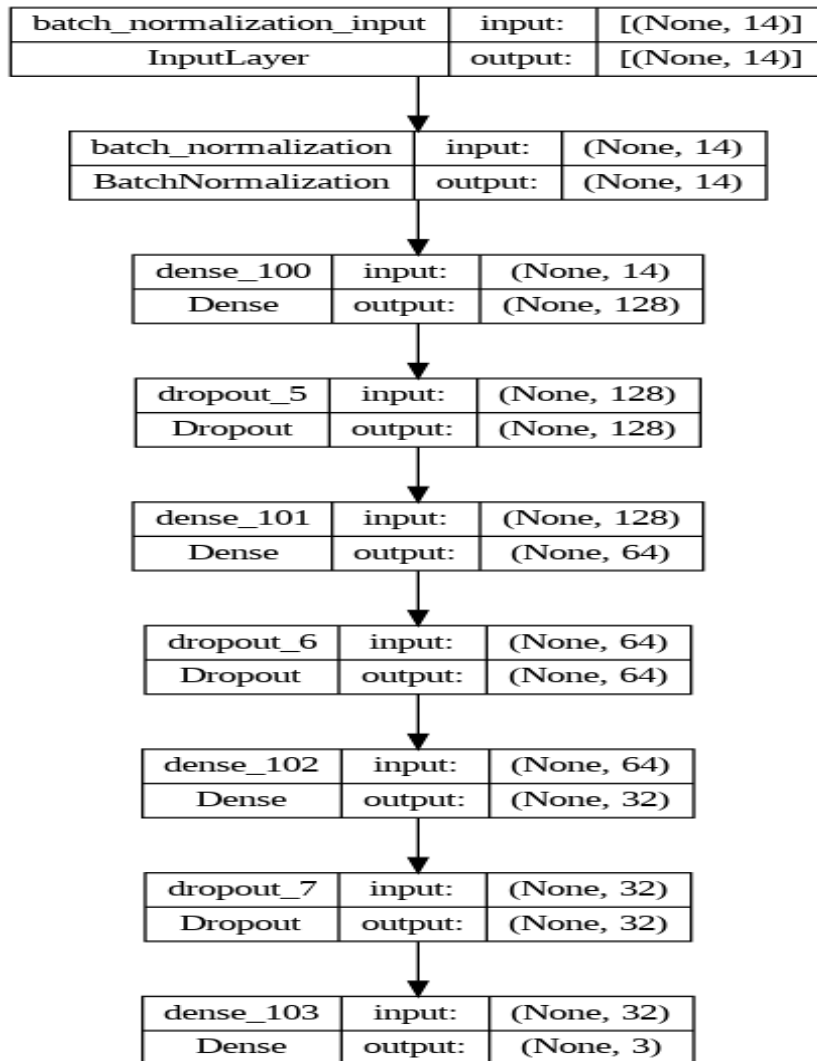 batch_normalization_input input: [(None, 14)]
InputLayer output: [(None, 14)]
batch_normalization input: (None, 14)
BatchNormalization output: (None, 14)
dense_100 input: (None, 14)
Dense output: (None, 128)
dropout_5 input: (None, 128)
Dropout output: (None, 128)
dense_101 input: (None, 128)
Dense output: (None, 64)
dropout_6 input: (None, 64)
Dropout output: (None, 64)
dense_102 input: (None, 64)
Dense output: (None, 32)
dropout_7 input: (None, 32)
Dropout output: (None, 32)
dense_103 input: (None, 32)
Dense output: (None, 3)